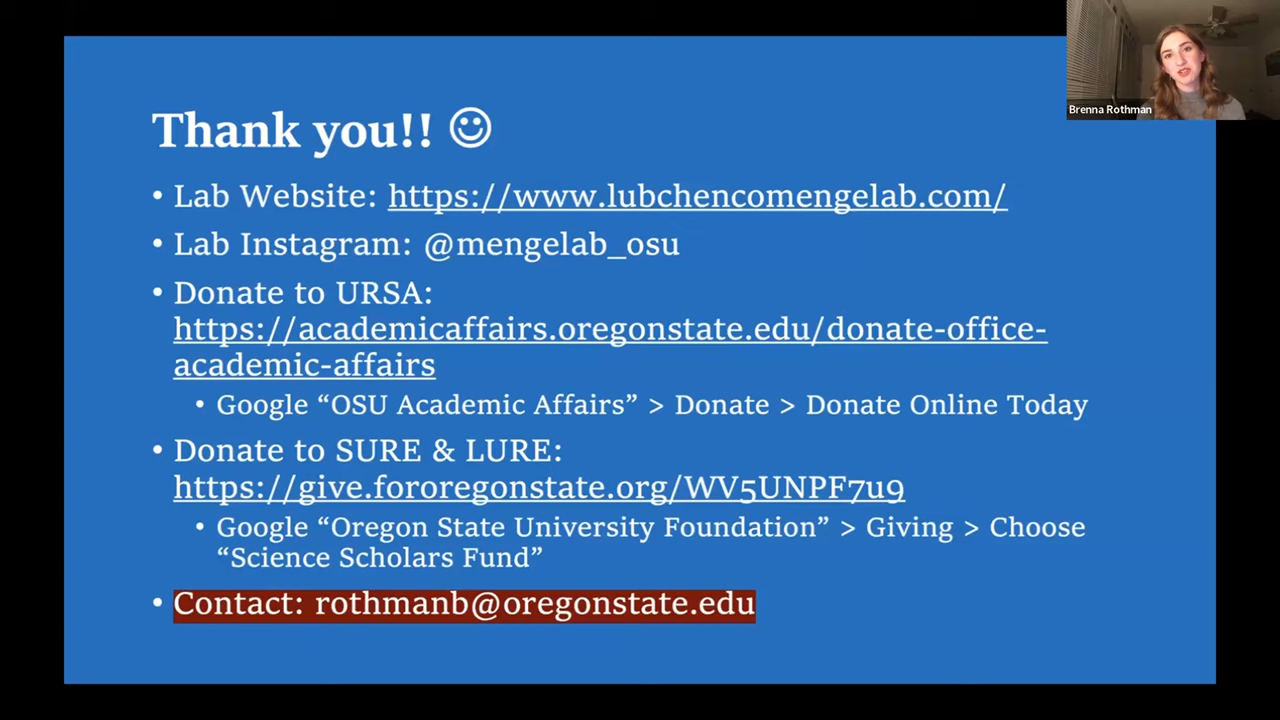 Brenna Rothman
Thank you!! ☺
• Lab Website: https://www.lubchencomengelab.com/
• Lab Instagram: @mengelab_osu
• Donate to URSA:
https://academicaffairs.oregonstate.edu/donate-office-
academic-affairs
• Google “OSU Academic Affairs” > Donate > Donate Online Today
• Donate to SURE & LURE:
https://give.fororegonstate.org/WV5UNPF7u9
• Google “Oregon State University Foundation” > Giving > Choose
“Science Scholars Fund”
• Contact: rothmanb@oregonstate.edu